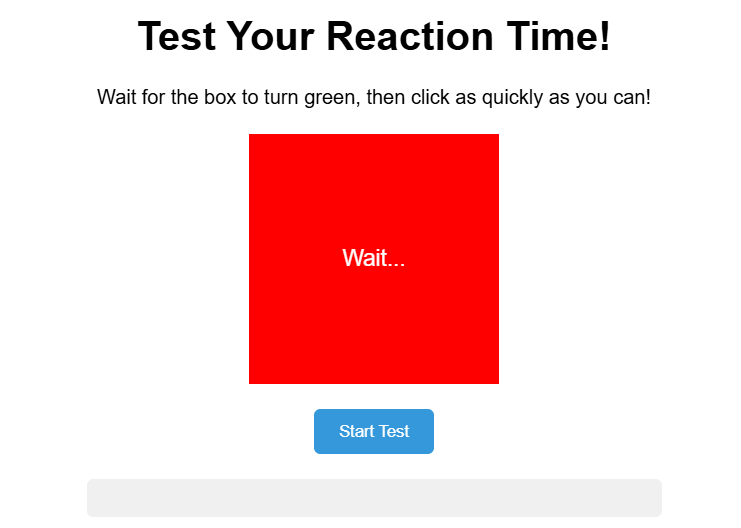 Test Your Reaction Time!
Wait for the box to turn green, then click as quickly as you can!
Wait...
Start Test